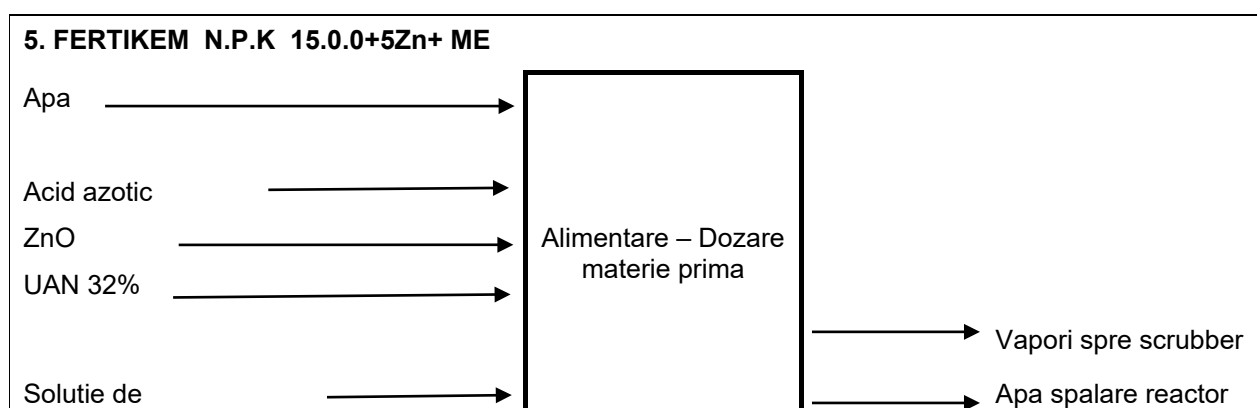 5. FERTIKEM N.P.K 15.0.0+5Zn+ ME
Apa
Acid azotic
ZnO
UAN 32%
Solutie de
Alimentare – Dozare
materie prima
Vapori spre scrubber
Apa spalare reactor